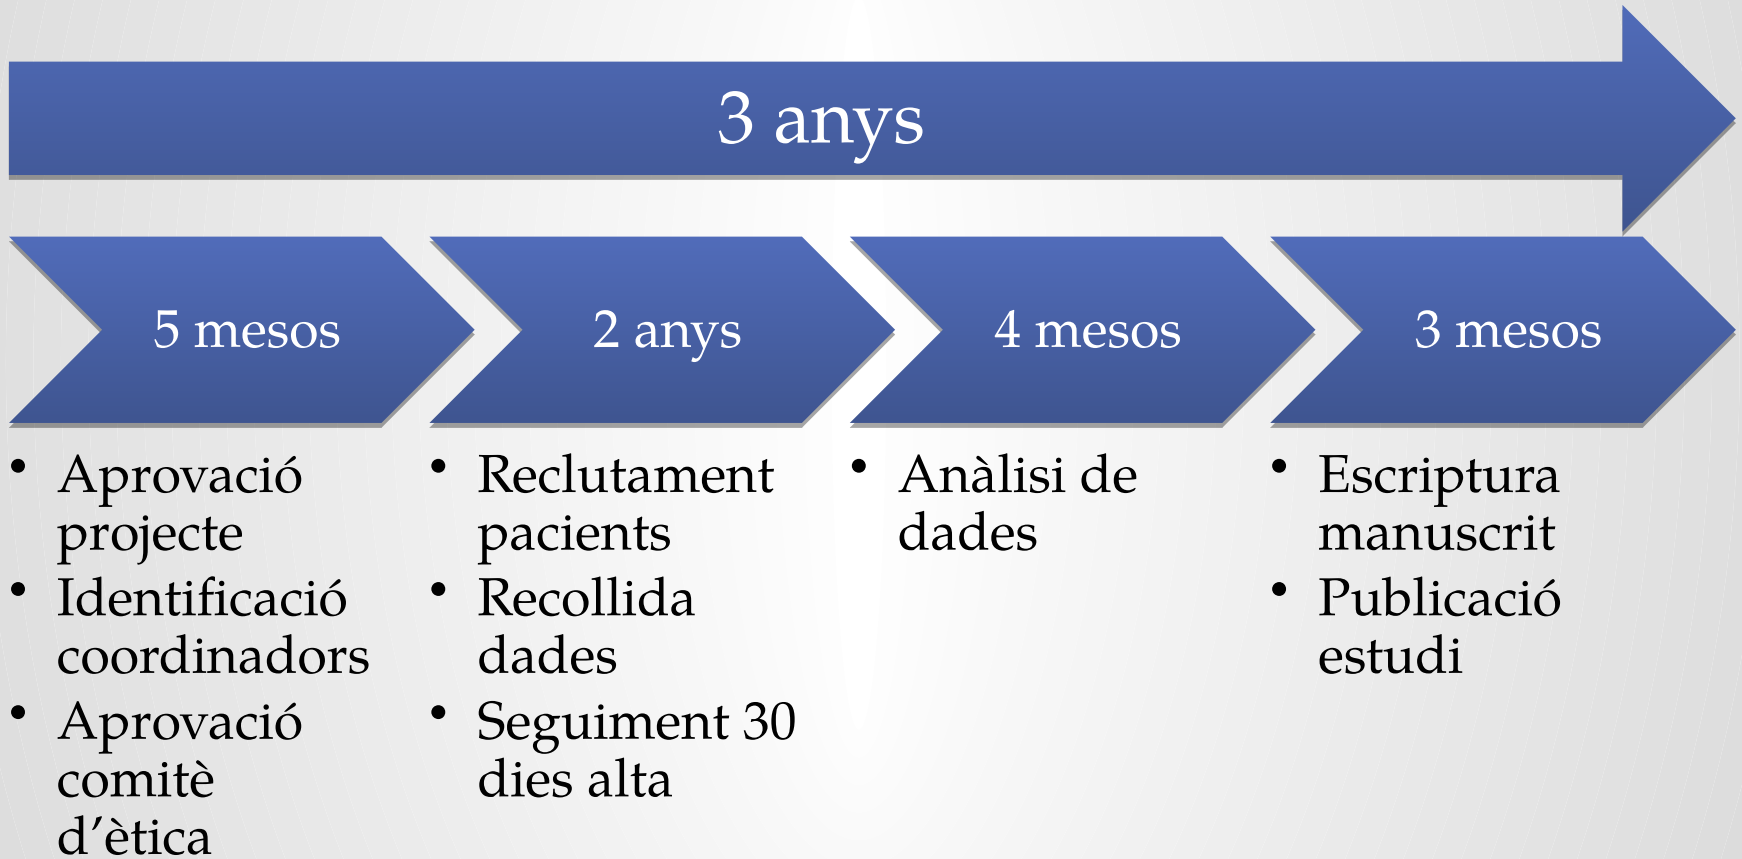 3 anys
5 mesos
2 anys
4 mesos
3 mesos
• Aprovació
projecte
• Identificació
coordinadors
• Aprovació
comitè
d’ètica
• Reclutament
pacients
• Recollida
dades
• Seguiment 30
dies alta
• Anàlisi de
dades
• Escriptura
manuscrit
• Publicació
estudi